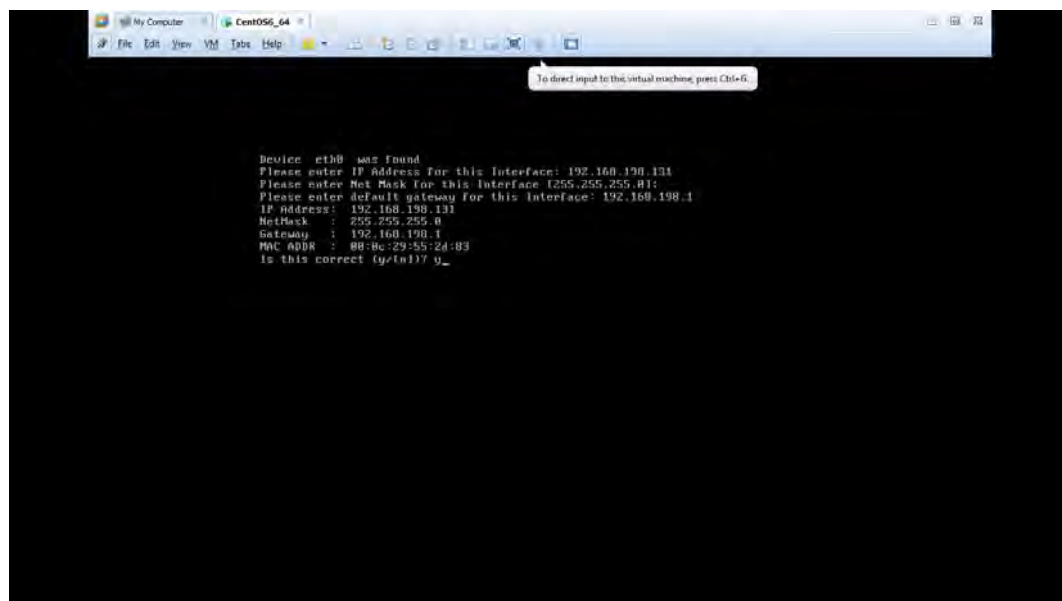 My Computer
CentOS6_64
File Edit View VM Tabs Help
To direct input to this virtual machine, press Ctrl+G.
Device eth0 was found
Please enter IP Address for this Interface: 192.168.198.131
Please enter Net Mask for this Interface [255.255.255.0]:
Please enter default gateway for this Interface: 192.168.198.1
IP Address: 192.168.198.131
NetMask : 255.255.255.0
Gateway : 192.168.198.1
MAC ADDR : 00:0c:29:55:2d:83
Is this correct (y/[n])? y_